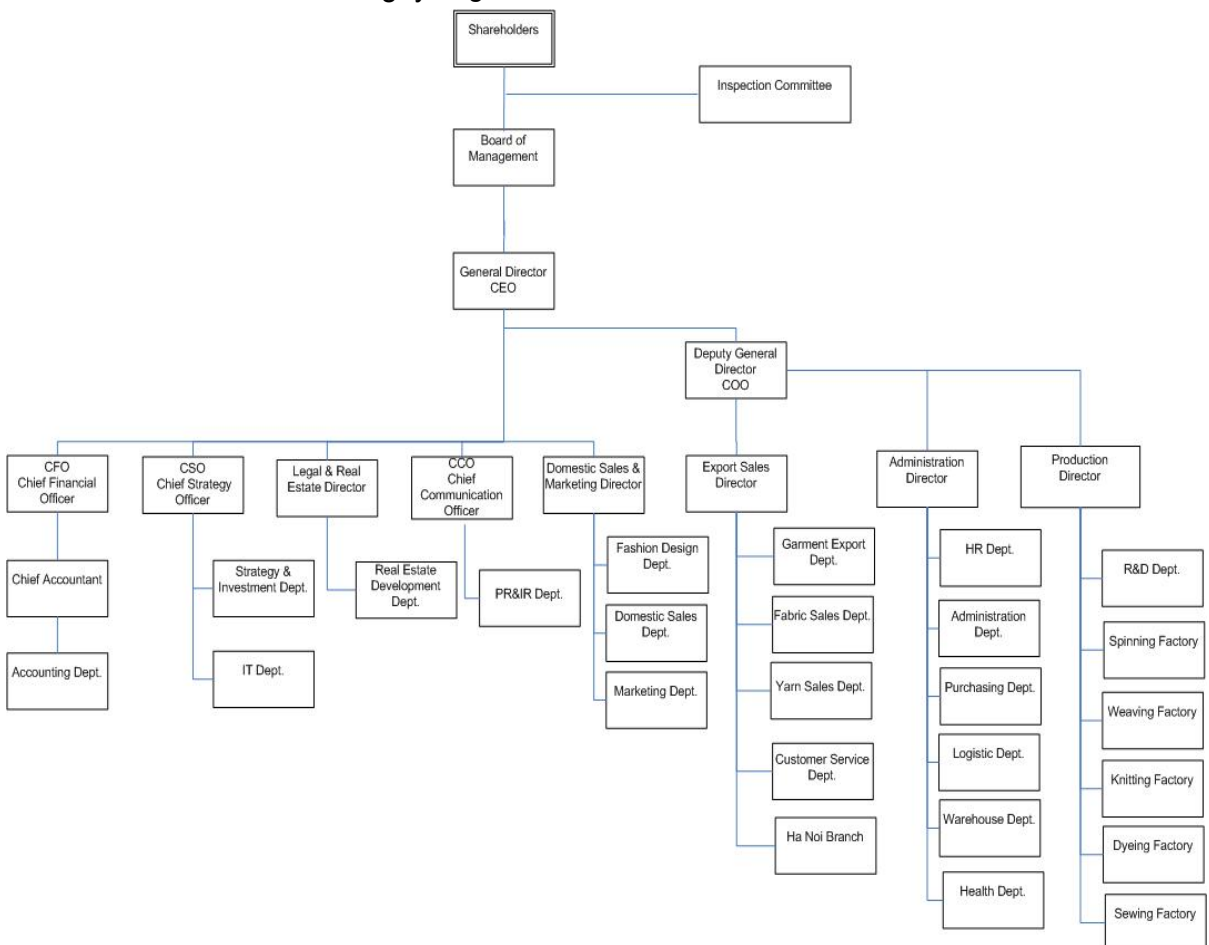 Shareholders
Inspection Committee
Board of
Management
General Director
CEO
Deputy General
Director
COO
CFO
Chief Financial
Officer
CSO
Chief Strategy
Officer
Legal & Real
Estate Director
CCO
Chief
Communication
Officer
Domestic Sales &
Marketing Director
Export Sales
Director
Administration
Director
Production
Director
Chief Accountant
Accounting Dept.
Strategy &
Investment Dept.
IT Dept.
Real Estate
Development
Dept.
PR&IR Dept.
Fashion Design
Dept.
Domestic Sales
Dept.
Marketing Dept.
Garment Export
Dept.
Fabric Sales Dept.
Yarn Sales Dept.
Customer Service
Dept.
Ha Noi Branch
HR Dept.
Administration
Dept.
Purchasing Dept.
Logistic Dept.
Warehouse Dept.
Health Dept.
R&D Dept.
Spinning Factory
Weaving Factory
Knitting Factory
Dyeing Factory
Sewing Factory